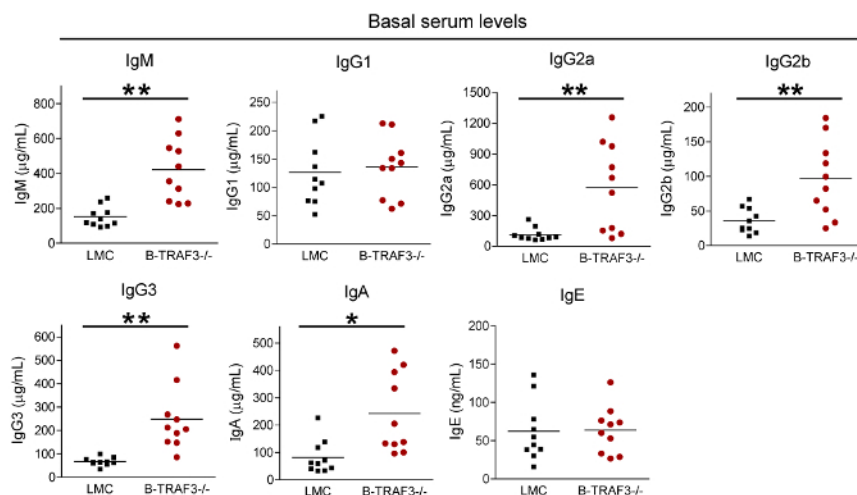 Basal serum levels
IgM
**
IgM (μg/mL)
800
600
400
200
0
LMC B-TRAF3-/-
IgG1
IgG1 (μg/mL)
250
200
150
100
50
0
LMC B-TRAF3-/-
IgG2a
**
IgG2a (μg/mL)
1500
1200
900
600
300
0
LMC B-TRAF3-/-
IgG2b
**
IgG2b (μg/mL)
200
150
100
50
0
LMC B-TRAF3-/-
IgG3
**
IgG3 (μg/mL)
600
500
400
300
200
100
0
LMC B-TRAF3-/-
IgA
*
IgA (μg/mL)
500
400
300
200
100
0
LMC B-TRAF3-/-
IgE
IgE (ng/mL)
200
150
100
50
0
LMC B-TRAF3-/-